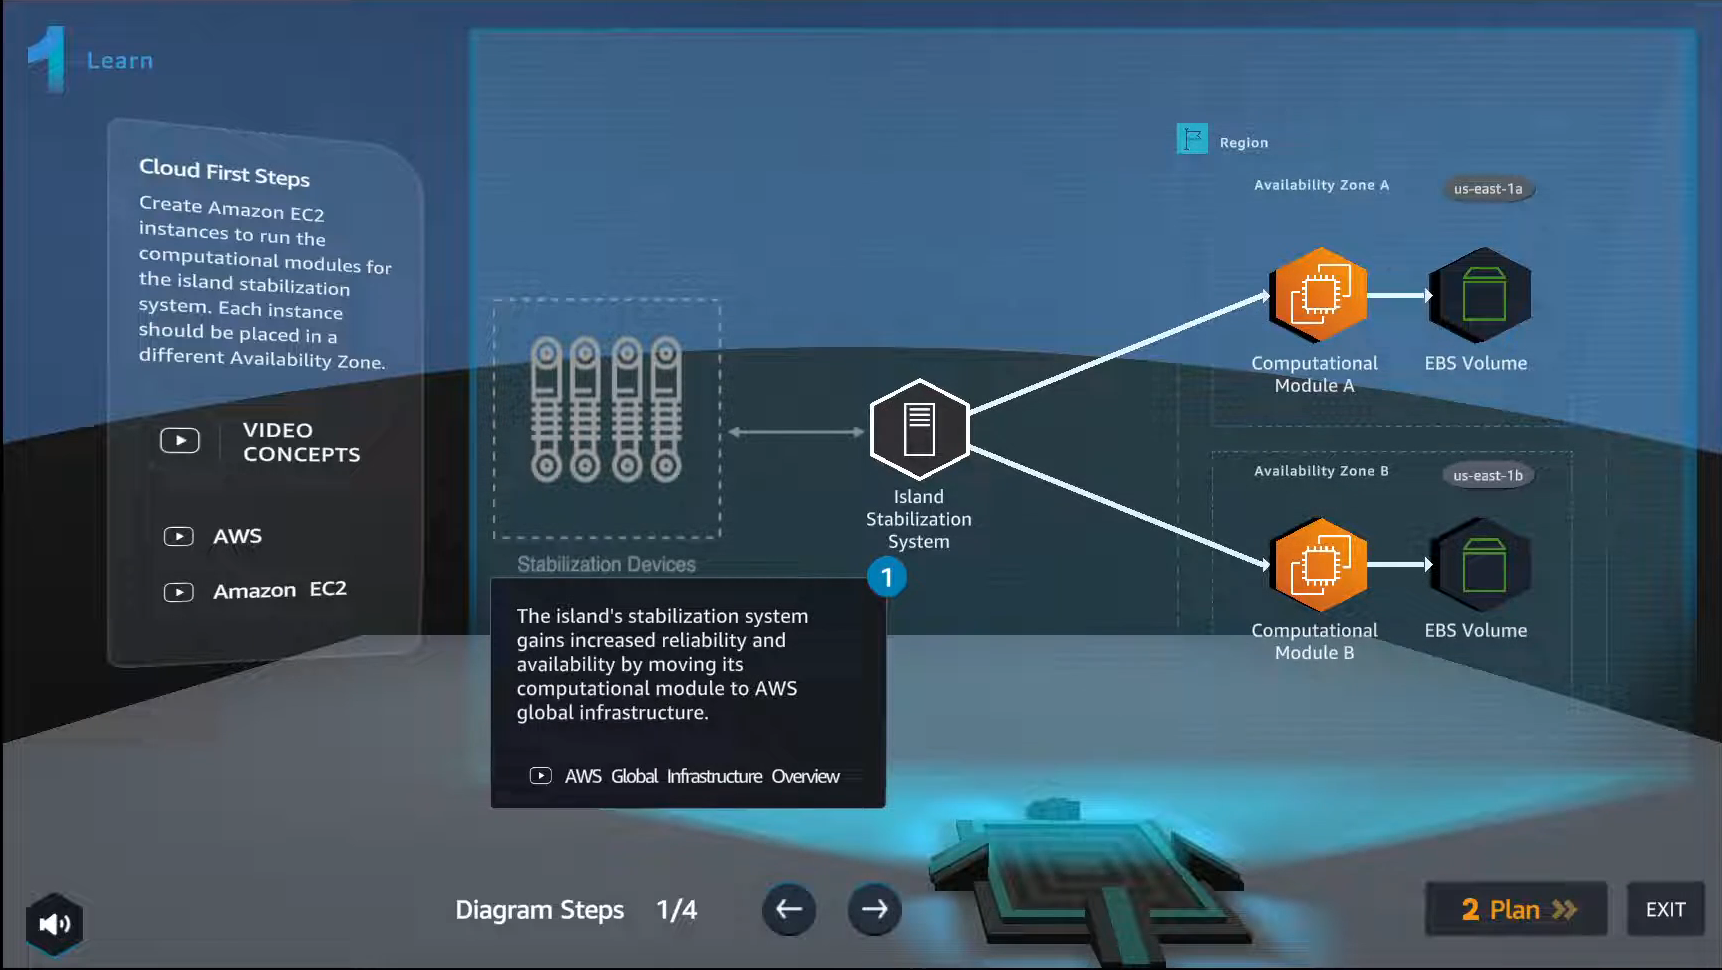 1 Learn
Cloud First Steps
Create Amazon EC2
instances to run the
computational modules for
the island stabilization
system. Each instance
should be placed in a
different Availability Zone.
VIDEO
CONCEPTS
AWS
Amazon EC2
Stabilization Devices
Island
Stabilization
System
1
The island's stabilization system
gains increased reliability and
availability by moving its
computational module to AWS
global infrastructure.
AWS Global Infrastructure Overview
Region
Availability Zone A
us-east-1a
Computational
Module A
EBS Volume
Availability Zone B
us-east-1b
Computational
Module B
EBS Volume
Diagram Steps 1/4
2 Plan
EXIT